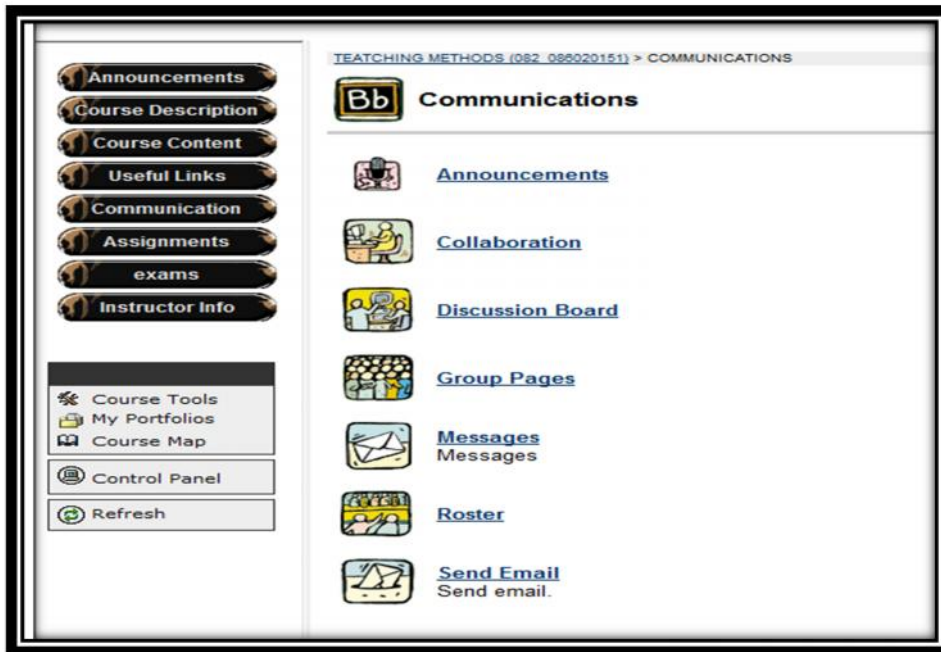 Announcements
Course Description
Course Content
Useful Links
Communication
Assignments
exams
Instructor Info
Course Tools
My Portfolios
Course Map
Control Panel
Refresh
TEATCHING METHODS (082_086020151) > COMMUNICATIONS
Bb Communications
Announcements
Collaboration
Discussion Board
Group Pages
Messages
Messages
Roster
Send Email
Send email.